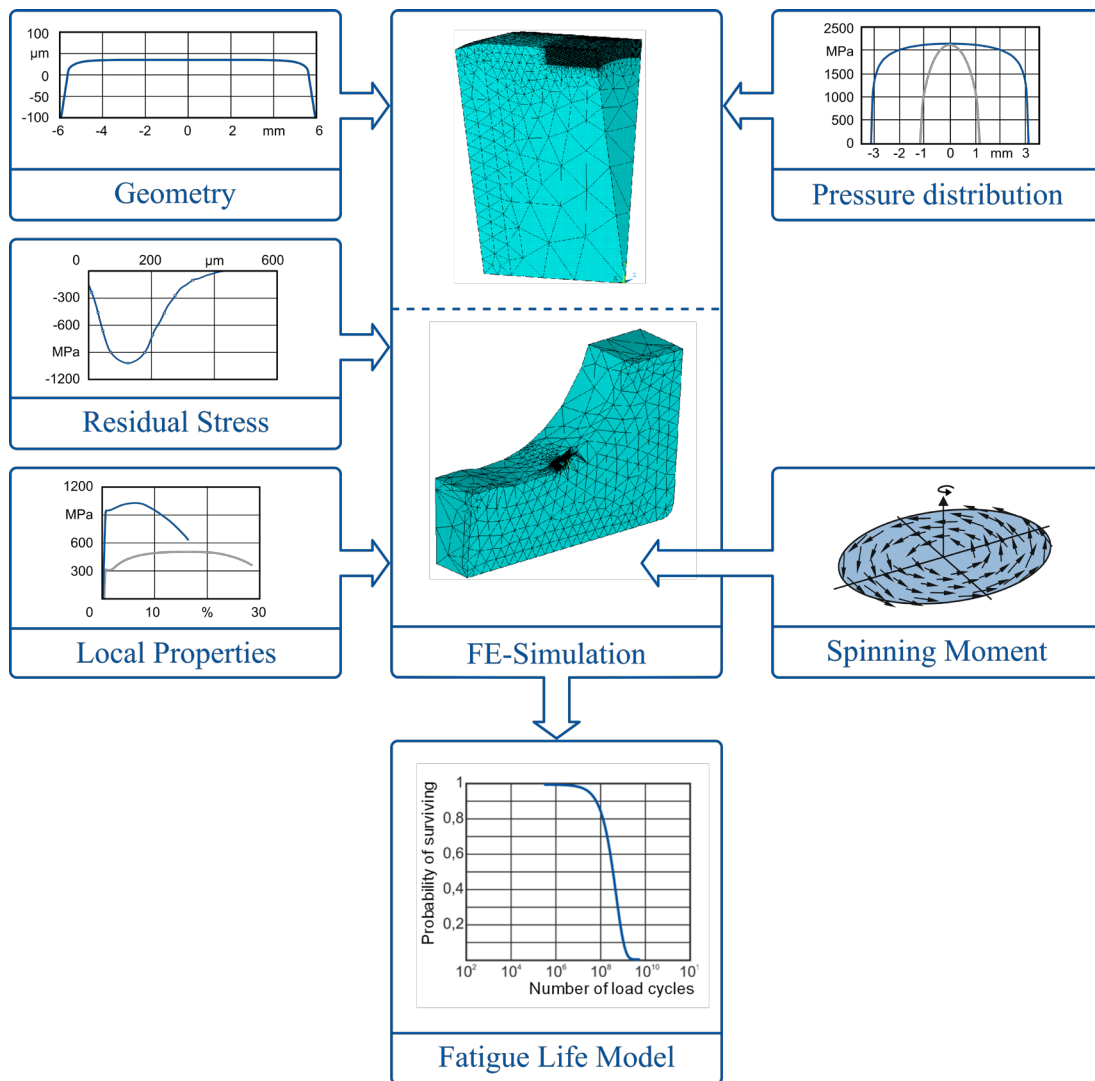 100
µm
0
-50
-100
-6 -4 -2 0 2 mm 6
Geometry
0 200 µm 600
-300
-600
MPa
-1200
Residual Stress
1200
MPa
600
300
0 10 % 30
Local Properties
FE-Simulation
2500
MPa
1500
1000
500
0
-3 -2 -1 0 1 mm 3
Pressure distribution
Spinning Moment
Probability of surviving
1
0,8
0,6
0,4
0,2
10² 10⁴ 10⁶ 10⁸ 10¹⁰ 10¹
Number of load cycles
Fatigue Life Model